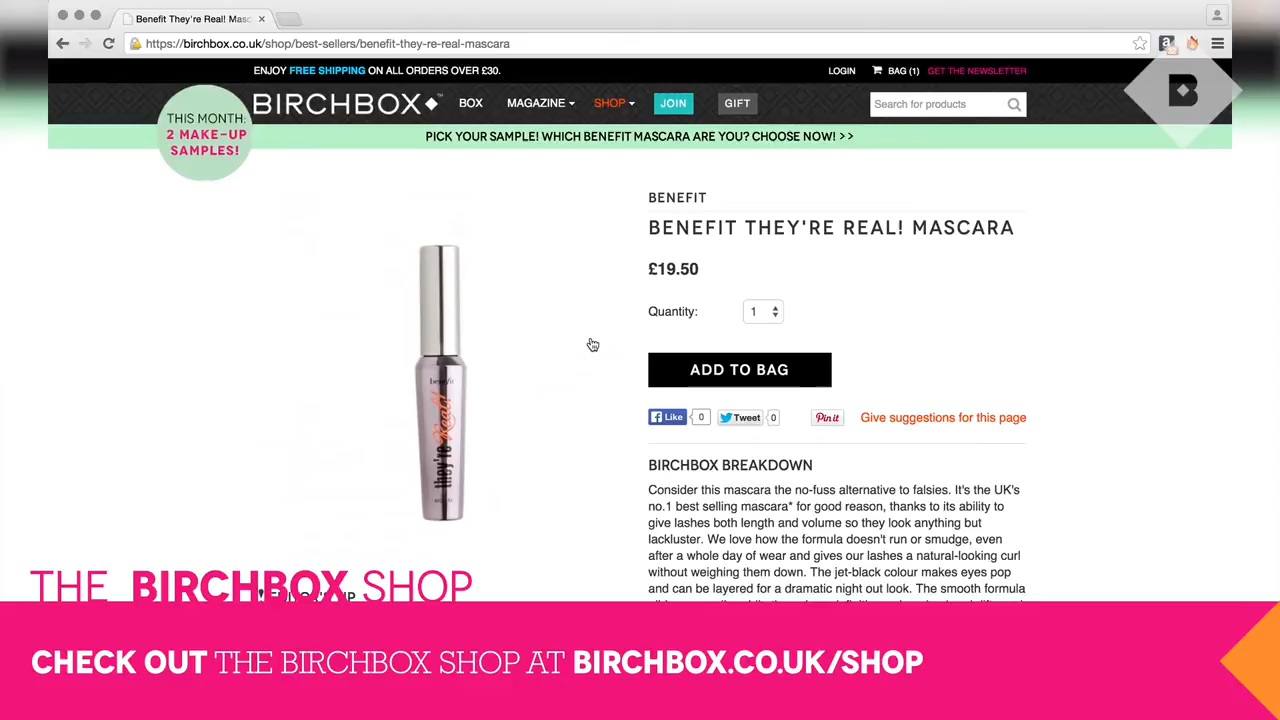 Benefit They're Real! Masc
https://birchbox.co.uk/shop/best-sellers/benefit-they-re-real-mascara
ENJOY FREE SHIPPING ON ALL ORDERS OVER £30.
LOGIN
BAG (1)
GET THE NEWSLETTER
BIRCHBOX
BOX
MAGAZINE
SHOP
JOIN
GIFT
Search for products
B
THIS MONTH:
2 MAKE-UP
SAMPLES!
PICK YOUR SAMPLE! WHICH BENEFIT MASCARA ARE YOU? CHOOSE NOW! > >
BENEFIT
BENEFIT THEY'RE REAL! MASCARA
£19.50
Quantity:
1
ADD TO BAG
Like
0
Tweet
0
Pin it
Give suggestions for this page
benefit
they're Real!
BIRCHBOX BREAKDOWN
Consider this mascara the no-fuss alternative to falsies. It's the UK's
no.1 best selling mascara* for good reason, thanks to its ability to
give lashes both length and volume so they look anything but
lackluster. We love how the formula doesn't run or smudge, even
after a whole day of wear and gives our lashes a natural-looking curl
without weighing them down. The jet-black colour makes eyes pop
and can be layered for a dramatic night out look. The smooth formula
THE BIRCHBOX SHOP
CHECK OUT THE BIRCHBOX SHOP AT BIRCHBOX.CO.UK/SHOP